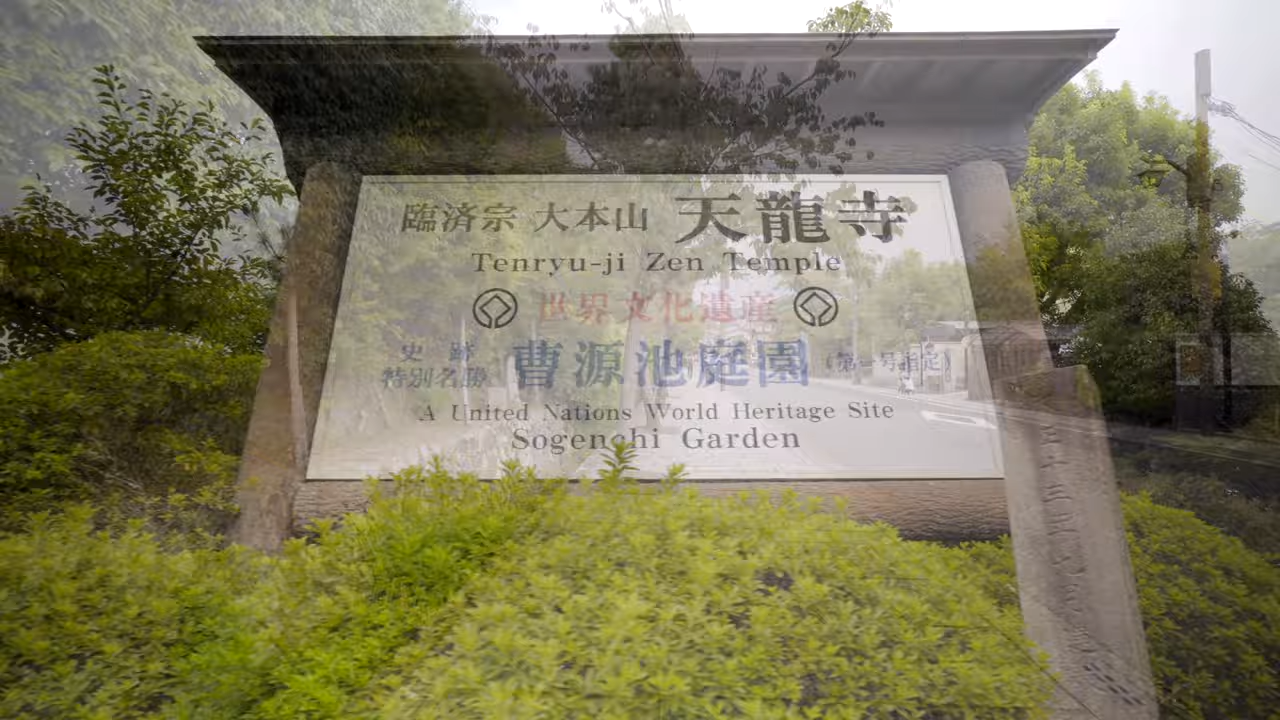 臨済宗 大本山 天龍寺
Tenryu-ji Zen Temple
世界文化遺産
史跡
特別名勝 曹源池庭園 (第一号指定)
A United Nations World Heritage Site
Sogenchi Garden